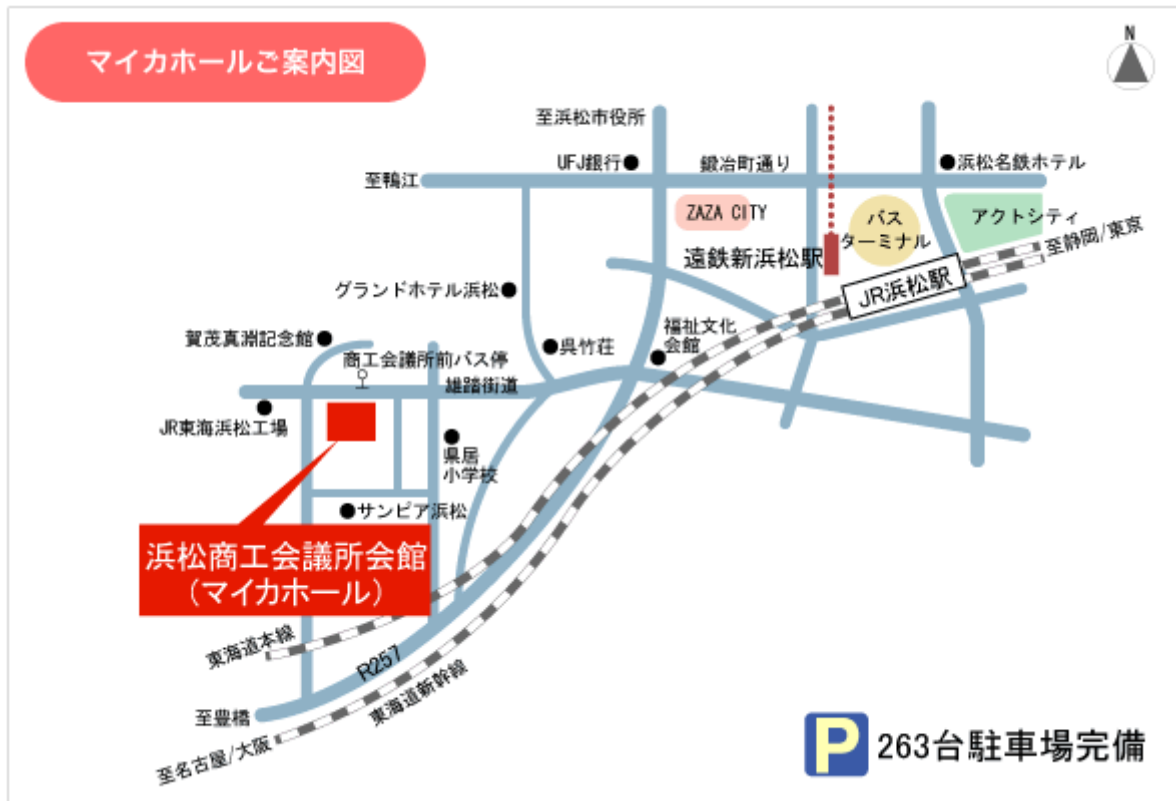 マイカホールご案内図
N
至浜松市役所
UFJ銀行
鍛冶町通り
浜松名鉄ホテル
至鴨江
ZAZA CITY
バス
ターミナル
アクトシティ
至静岡/東京
遠鉄新浜松駅
JR浜松駅
グランドホテル浜松
福祉文化
会館
賀茂真淵記念館
呉竹荘
商工会議所前バス停
雄踏街道
JR東海浜松工場
県居
小学校
サンピア浜松
浜松商工会議所会館
(マイカホール)
東海道本線
R257
東海道新幹線
至豊橋
至名古屋/大阪
P 263台駐車場完備